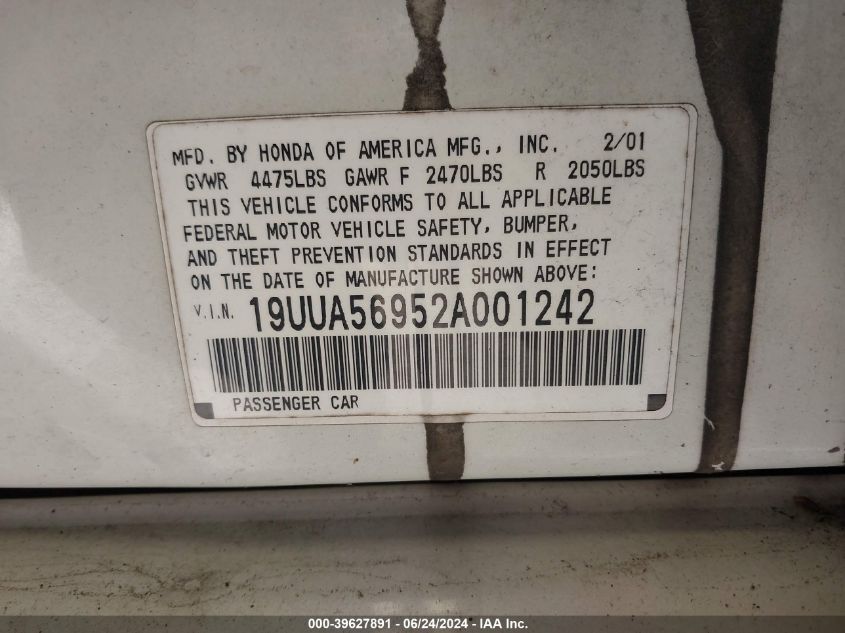 MFD. BY HONDA OF AMERICA MFG., INC. 2/01
GVWR 4475LBS GAWR F 2470LBS R 2050LBS
THIS VEHICLE CONFORMS TO ALL APPLICABLE
FEDERAL MOTOR VEHICLE SAFETY, BUMPER,
AND THEFT PREVENTION STANDARDS IN EFFECT
ON THE DATE OF MANUFACTURE SHOWN ABOVE:
V.I.N. 19UUA56952A001242
PASSENGER CAR
000-39627891 - 06/24/2024 - IAA Inc.